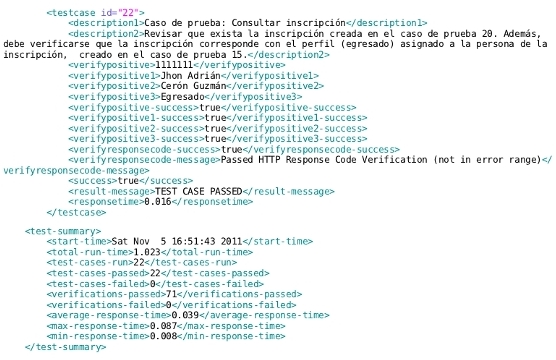 <testcase id="22">
<description1>Caso de prueba: Consultar inscripción</description1>
<description2>Revisar que exista la inscripción creada en el caso de prueba 20. Además,
debe verificarse que la inscripción corresponde con el perfil (egresado) asignado a la persona de la
inscripción,  creado en el caso de prueba 15.</description2>
<verifypositive>1111111</verifypositive>
<verifypositive1>Jhon Adrián</verifypositive1>
<verifypositive2>Cerón Guzmán</verifypositive2>
<verifypositive3>Egresado</verifypositive3>
<verifypositive-success>true</verifypositive-success>
<verifypositive1-success>true</verifypositive1-success>
<verifypositive2-success>true</verifypositive2-success>
<verifypositive3-success>true</verifypositive3-success>
<verifyresponsecode-success>true</verifyresponsecode-success>
<verifyresponsecode-message>Passed HTTP Response Code Verification (not in error range)</
verifyresponsecode-message>
<success>true</success>
<result-message>TEST CASE PASSED</result-message>
<responsetime>0.016</responsetime>
</testcase>
<test-summary>
<start-time>Sat Nov  5 16:51:43 2011</start-time>
<total-run-time>1.023</total-run-time>
<test-cases-run>22</test-cases-run>
<test-cases-passed>22</test-cases-passed>
<test-cases-failed>0</test-cases-failed>
<verifications-passed>71</verifications-passed>
<verifications-failed>0</verifications-failed>
<average-response-time>0.039</average-response-time>
<max-response-time>0.087</max-response-time>
<min-response-time>0.008</min-response-time>
</test-summary>